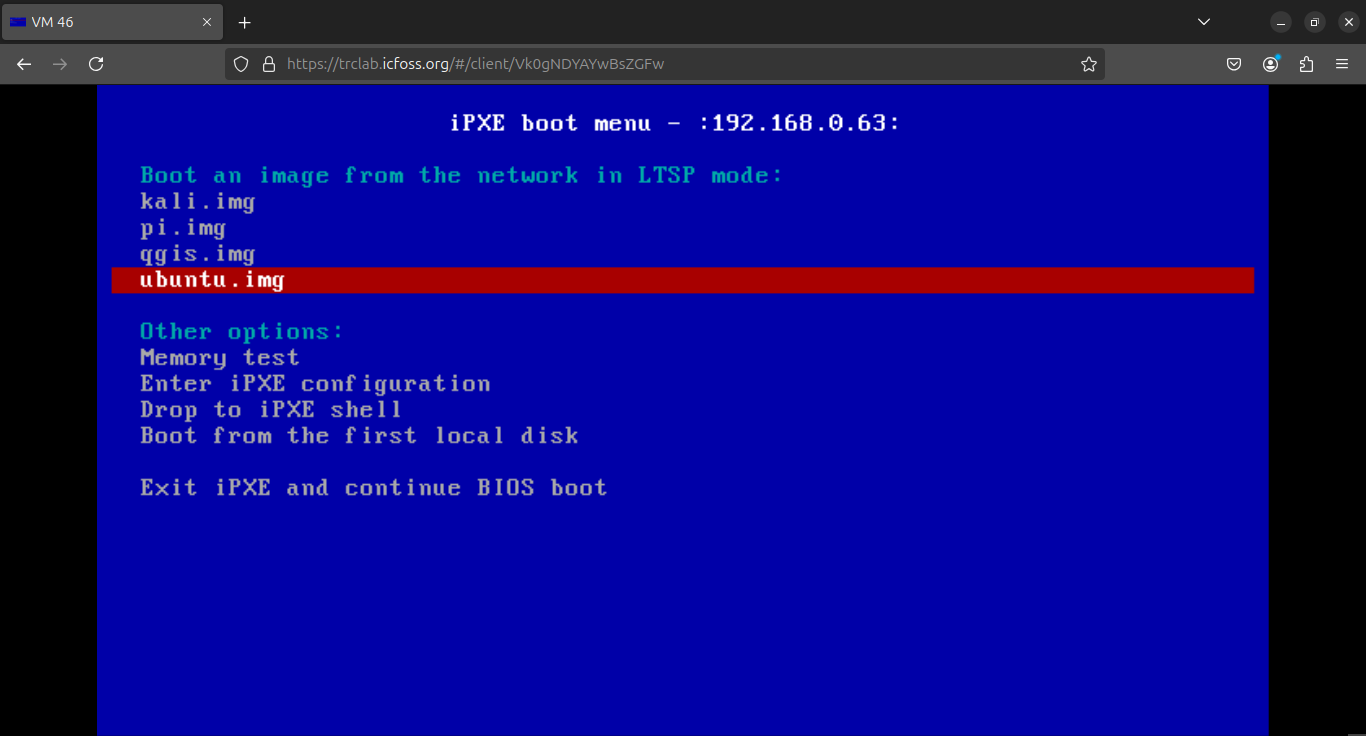 VM 46
https://trclab.icfoss.org/#/client/Vk0gNDYAYwBsZGFw
iPXE boot menu - :192.168.0.63:
Boot an image from the network in LTSP mode:
kali.img
pi.img
qgis.img
ubuntu.img
Other options:
Memory test
Enter iPXE configuration
Drop to iPXE shell
Boot from the first local disk
Exit iPXE and continue BIOS boot